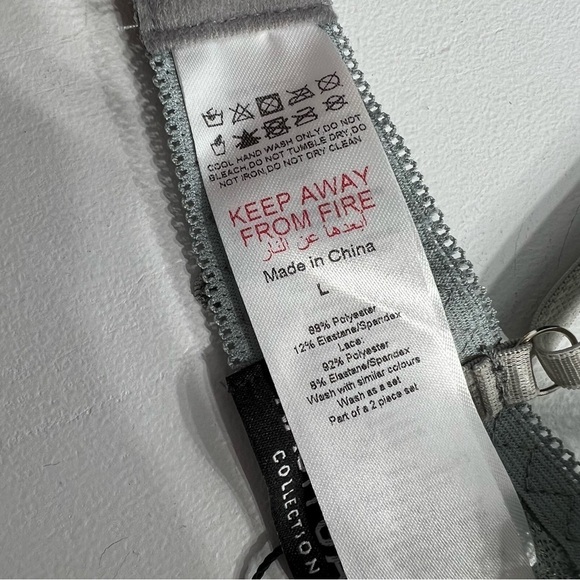 COOL HAND WASH ONLY.DO NOT
BLEACH.DO NOT TUMBLE DRY.DO
NOT IRON.DO NOT DRY CLEAN
KEEP AWAY
FROM FIRE
أبعدها عن النار
Made in China
L
88% Polyester
12% Elastane/Spandex
Lace:
92% Polyester
8% Elastane/Spandex
Wash with similar colours
Wash as a set
Part of a 2 piece set
COLLECTION